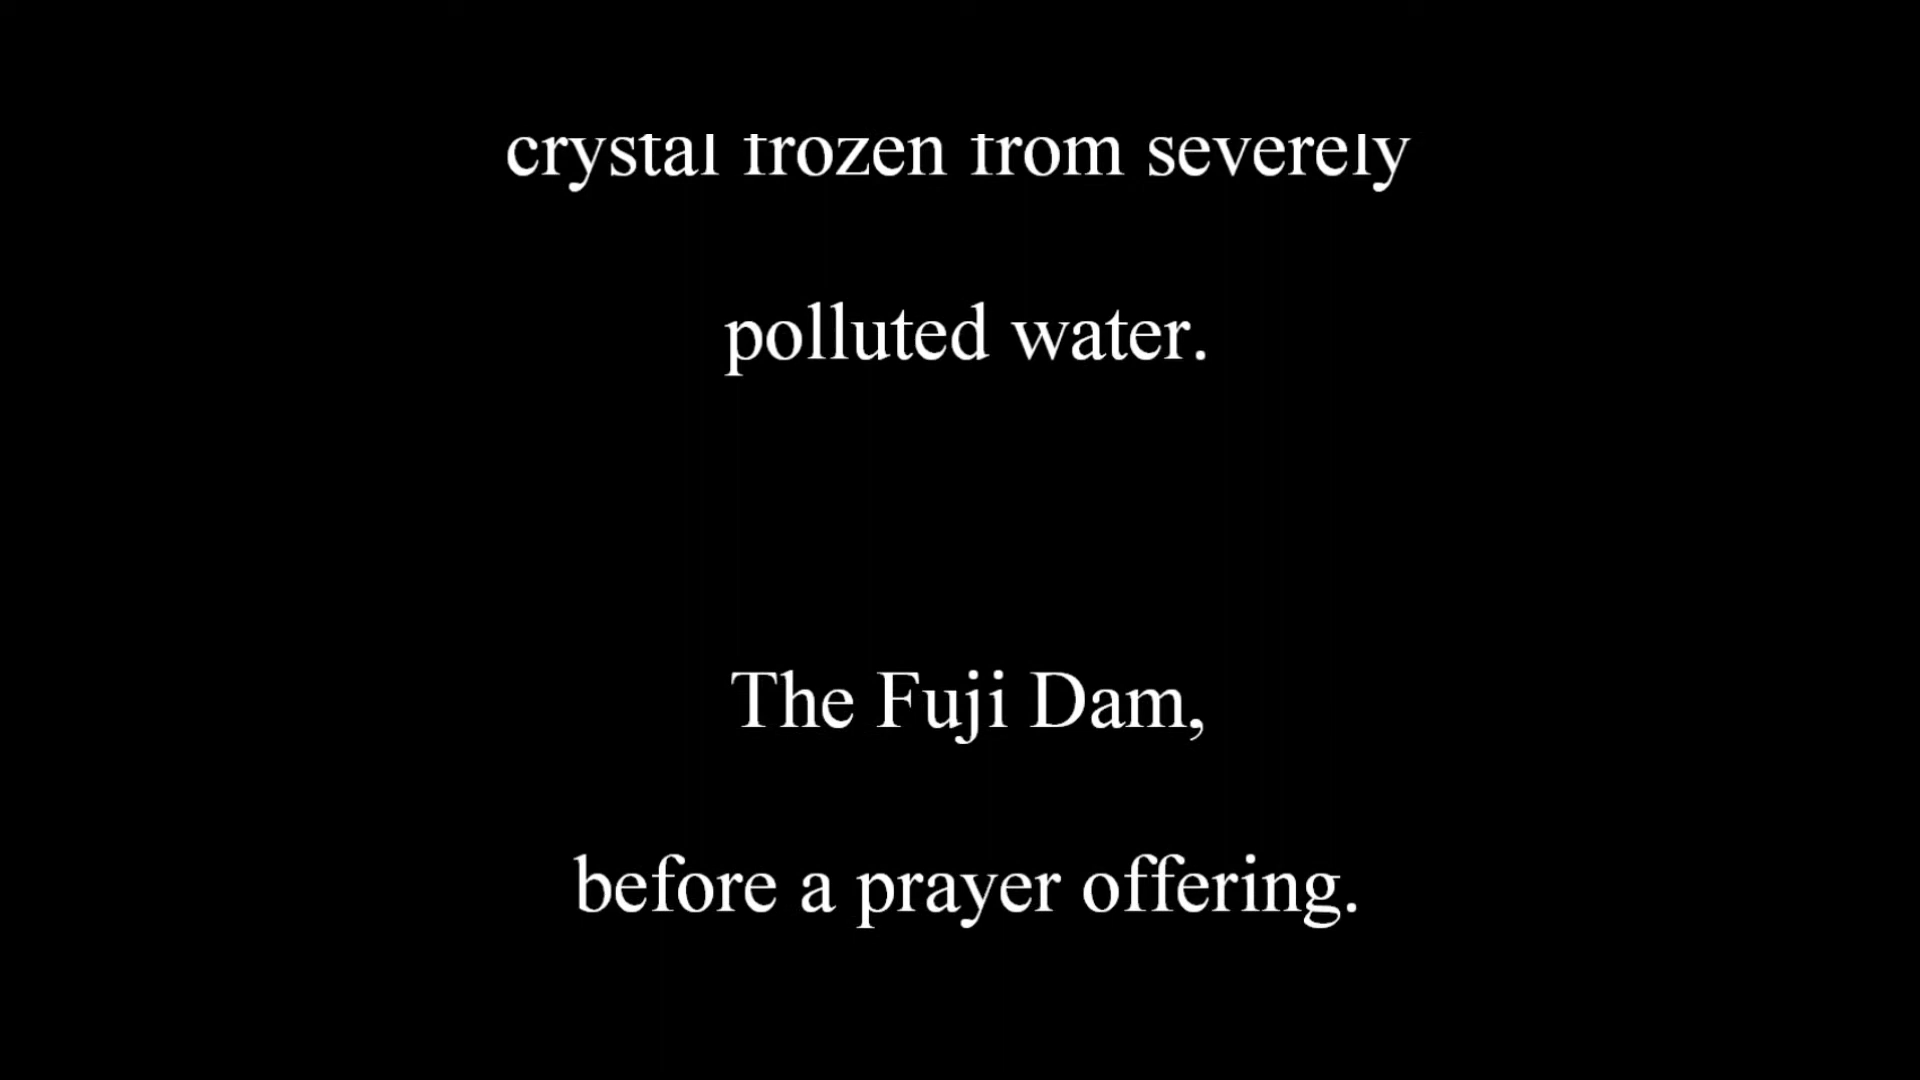 crystal frozen from severely
polluted water.
The Fuji Dam,
before a prayer offering.